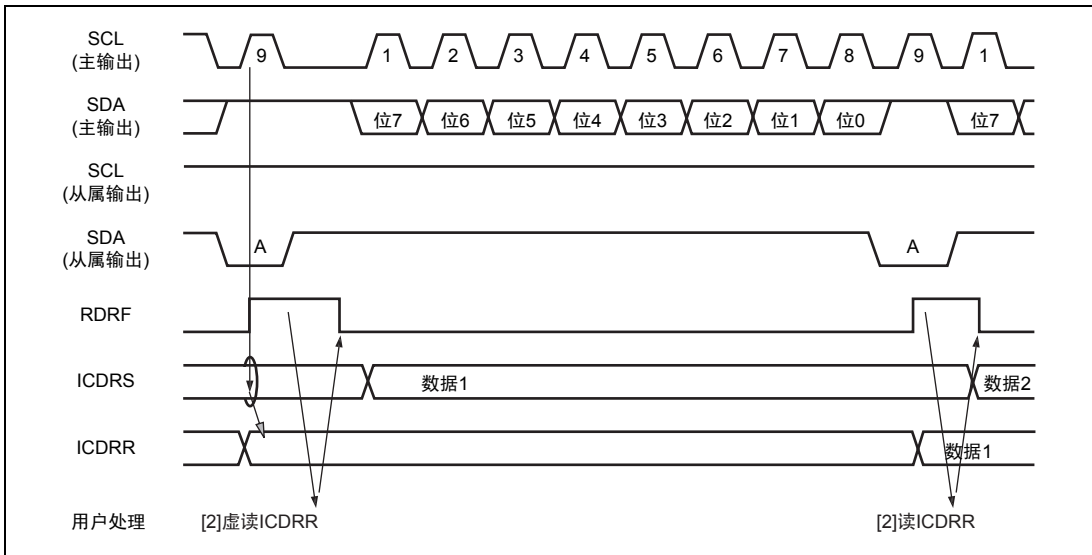 SCL
(主输出)
9 1 2 3 4 5 6 7 8 9 1
SDA
(主输出)
位7 位6 位5 位4 位3 位2 位1 位0 位7
SCL
(从属输出)
SDA
(从属输出)
A A
RDRF
ICDRS
数据1 数据2
ICDRR
数据1
用户处理 [2]虚读ICDRR [2]读ICDRR